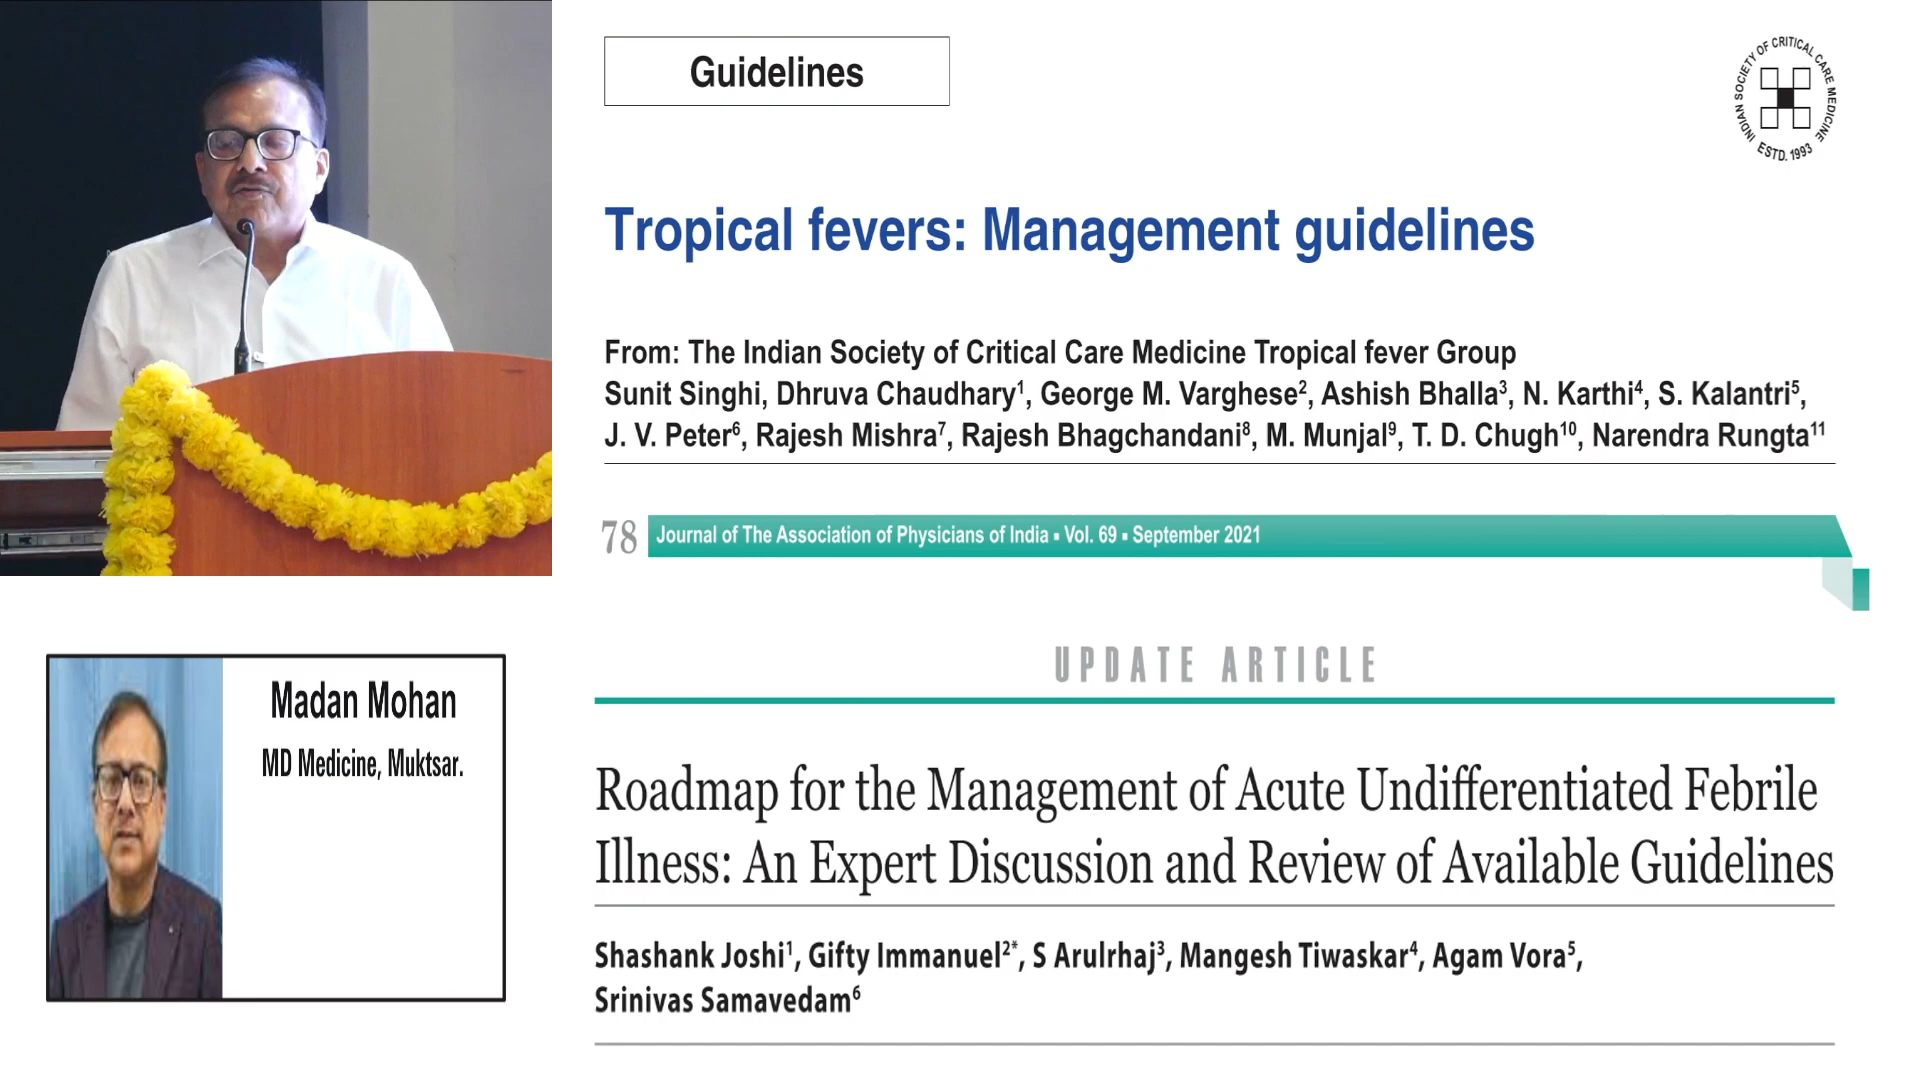 Guidelines
INDIAN SOCIETY OF CRITICAL CARE MEDICINE
ESTD. 1993
Tropical fevers: Management guidelines
From: The Indian Society of Critical Care Medicine Tropical fever Group
Sunit Singhi, Dhruva Chaudhary¹, George M. Varghese², Ashish Bhalla³, N. Karthi⁴, S. Kalantri⁵,
J. V. Peter⁶, Rajesh Mishra⁷, Rajesh Bhagchandani⁸, M. Munjal⁹, T. D. Chugh¹⁰, Narendra Rungta¹¹
78 Journal of The Association of Physicians of India ▪ Vol. 69 ▪ September 2021
UPDATE ARTICLE
Roadmap for the Management of Acute Undifferentiated Febrile
Illness: An Expert Discussion and Review of Available Guidelines
Shashank Joshi¹, Gifty Immanuel²*, S Arulrhaj³, Mangesh Tiwaskar⁴, Agam Vora⁵,
Srinivas Samavedam⁶
Madan Mohan
MD Medicine, Muktsar.